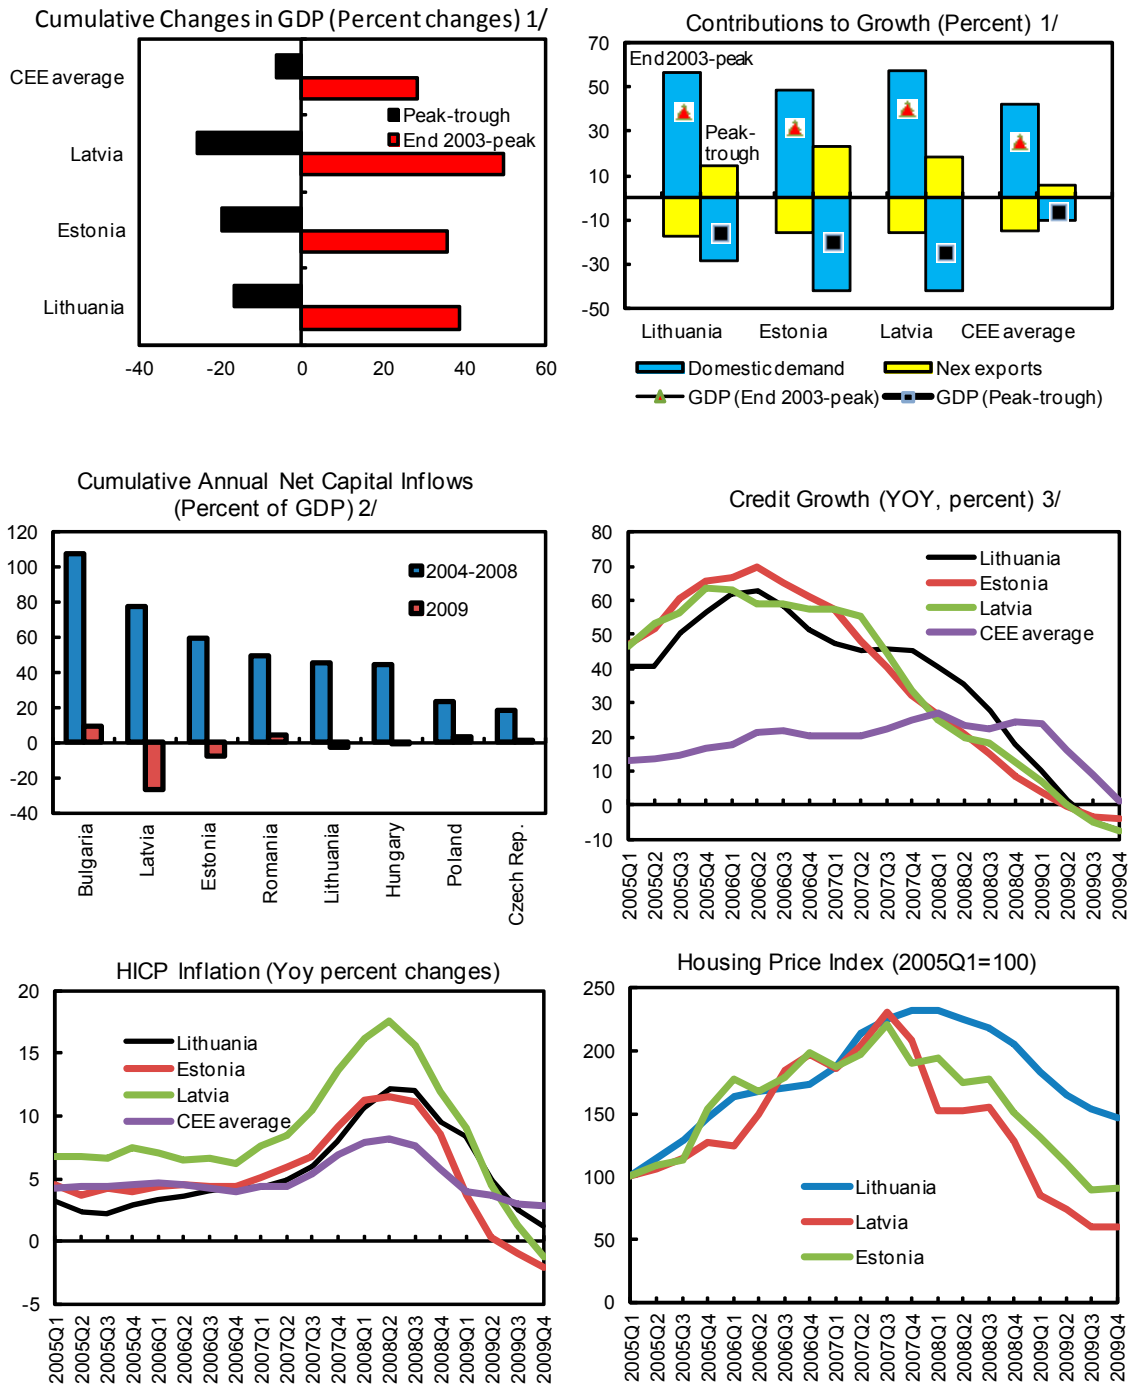 Cumulative Changes in GDP (Percent changes) 1/
CEE average
Latvia
Estonia
Lithuania
Peak-trough
End 2003-peak
-40 -20 0 20 40 60
Contributions to Growth (Percent) 1/
70
50
30
10
-10
-30
-50
End 2003-peak
Peak-
trough
Lithuania Estonia Latvia CEE average
Domestic demand Nex exports
GDP (End 2003-peak) GDP (Peak-trough)
Cumulative Annual Net Capital Inflows
(Percent of GDP) 2/
120
100
80
60
40
20
0
-20
-40
2004-2008
2009
Bulgaria
Latvia
Estonia
Romania
Lithuania
Hungary
Poland
Czech Rep.
Credit Growth (YOY, percent) 3/
80
70
60
50
40
30
20
10
0
-10
Lithuania
Estonia
Latvia
CEE average
2005Q1
2005Q2
2005Q3
2005Q4
2006Q1
2006Q2
2006Q3
2006Q4
2007Q1
2007Q2
2007Q3
2007Q4
2008Q1
2008Q2
2008Q3
2008Q4
2009Q1
2009Q2
2009Q3
2009Q4
HICP Inflation (Yoy percent changes)
20
15
10
5
0
-5
Lithuania
Estonia
Latvia
CEE average
2005Q1
2005Q2
2005Q3
2005Q4
2006Q1
2006Q2
2006Q3
2006Q4
2007Q1
2007Q2
2007Q3
2007Q4
2008Q1
2008Q2
2008Q3
2008Q4
2009Q1
2009Q2
2009Q3
2009Q4
Housing Price Index (2005Q1=100)
250
200
150
100
50
0
Lithuania
Latvia
Estonia
2005Q1
2005Q2
2005Q3
2005Q4
2006Q1
2006Q2
2006Q3
2006Q4
2007Q1
2007Q2
2007Q3
2007Q4
2008Q1
2008Q2
2008Q3
2008Q4
2009Q1
2009Q2
2009Q3
2009Q4